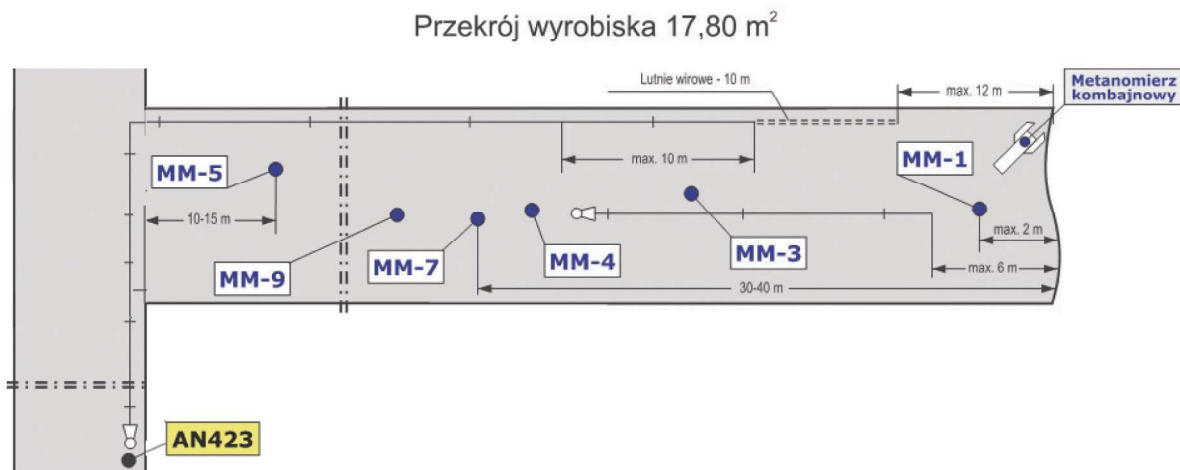 Przekrój wyrobiska 17,80 m²
Lutnie wirowe - 10 m
max. 12 m
Metanomierz
kombajnowy
MM-5
max. 10 m
MM-1
10-15 m
MM-9
MM-7
MM-4
MM-3
max. 2 m
max. 6 m
30-40 m
AN423